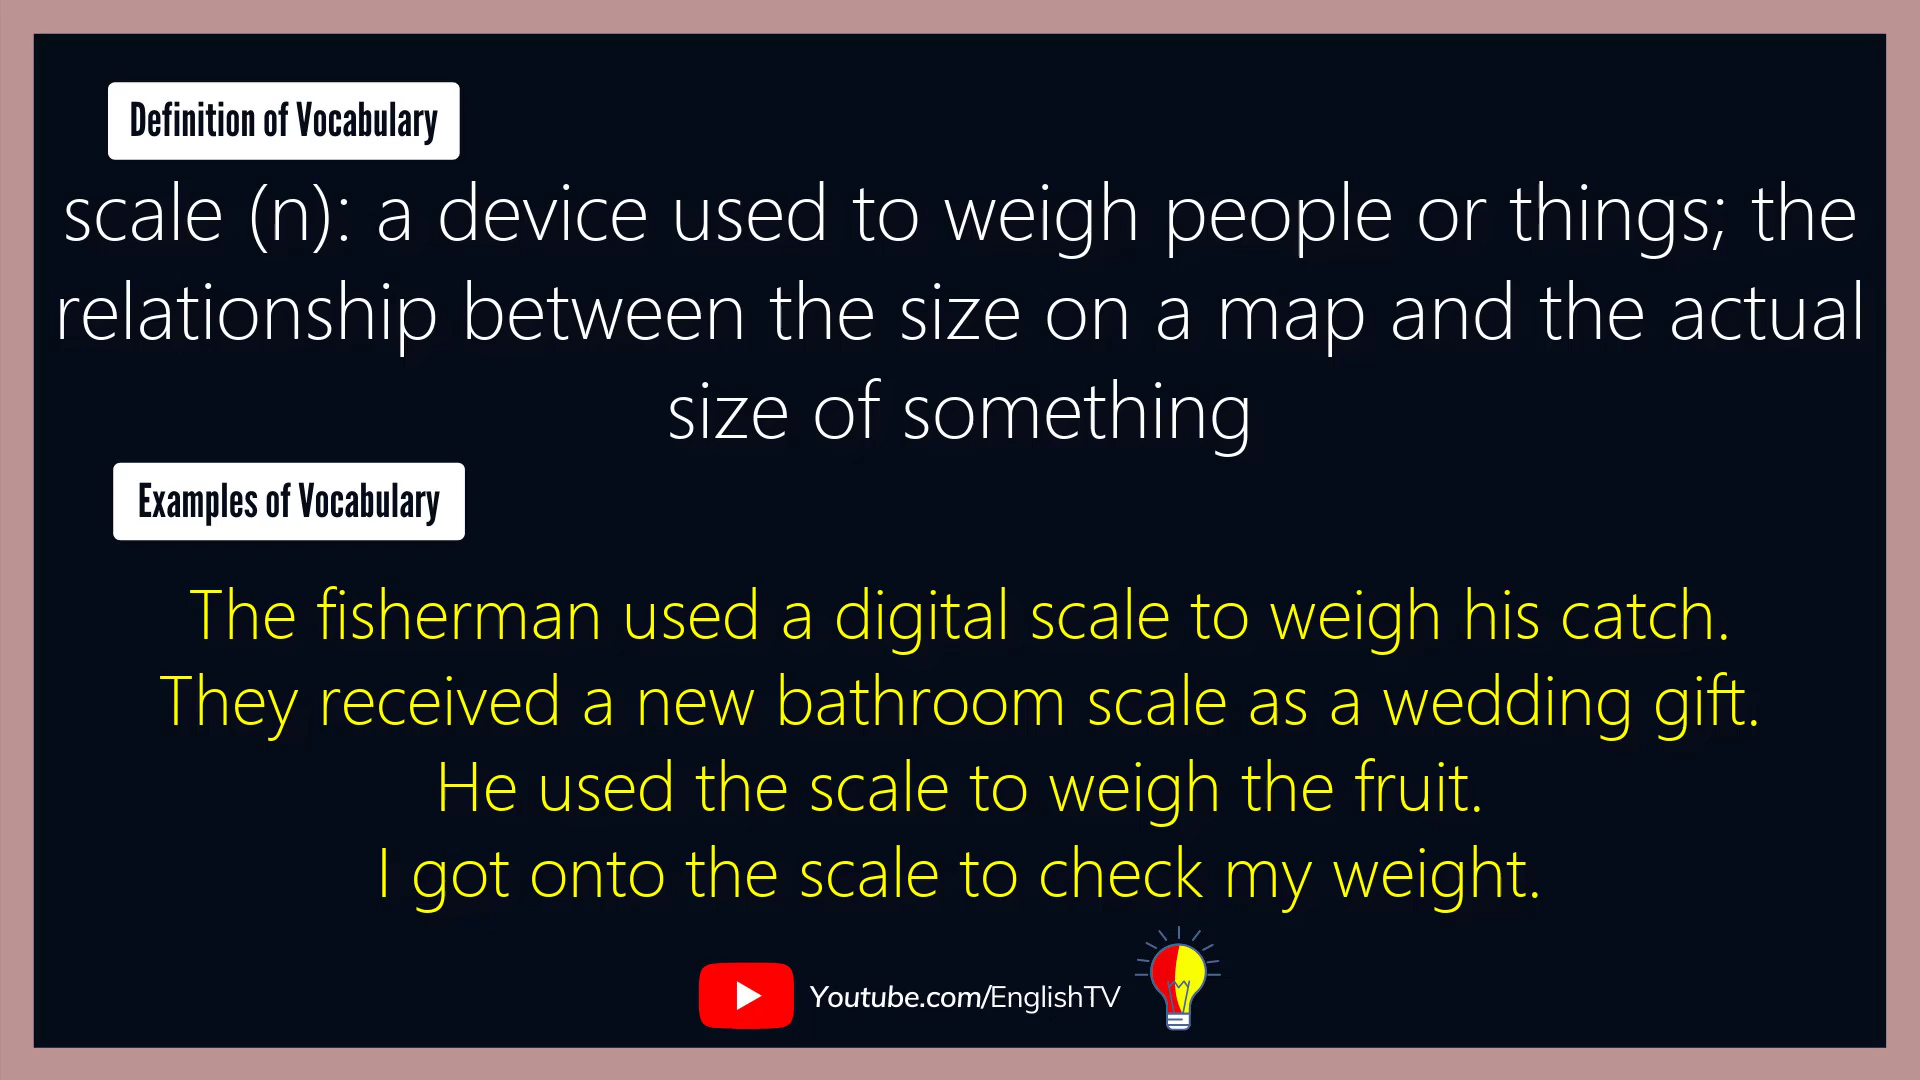 Definition of Vocabulary
scale (n): a device used to weigh people or things; the
relationship between the size on a map and the actual
size of something
Examples of Vocabulary
The fisherman used a digital scale to weigh his catch.
They received a new bathroom scale as a wedding gift.
He used the scale to weigh the fruit.
I got onto the scale to check my weight.
Youtube.com/EnglishTV